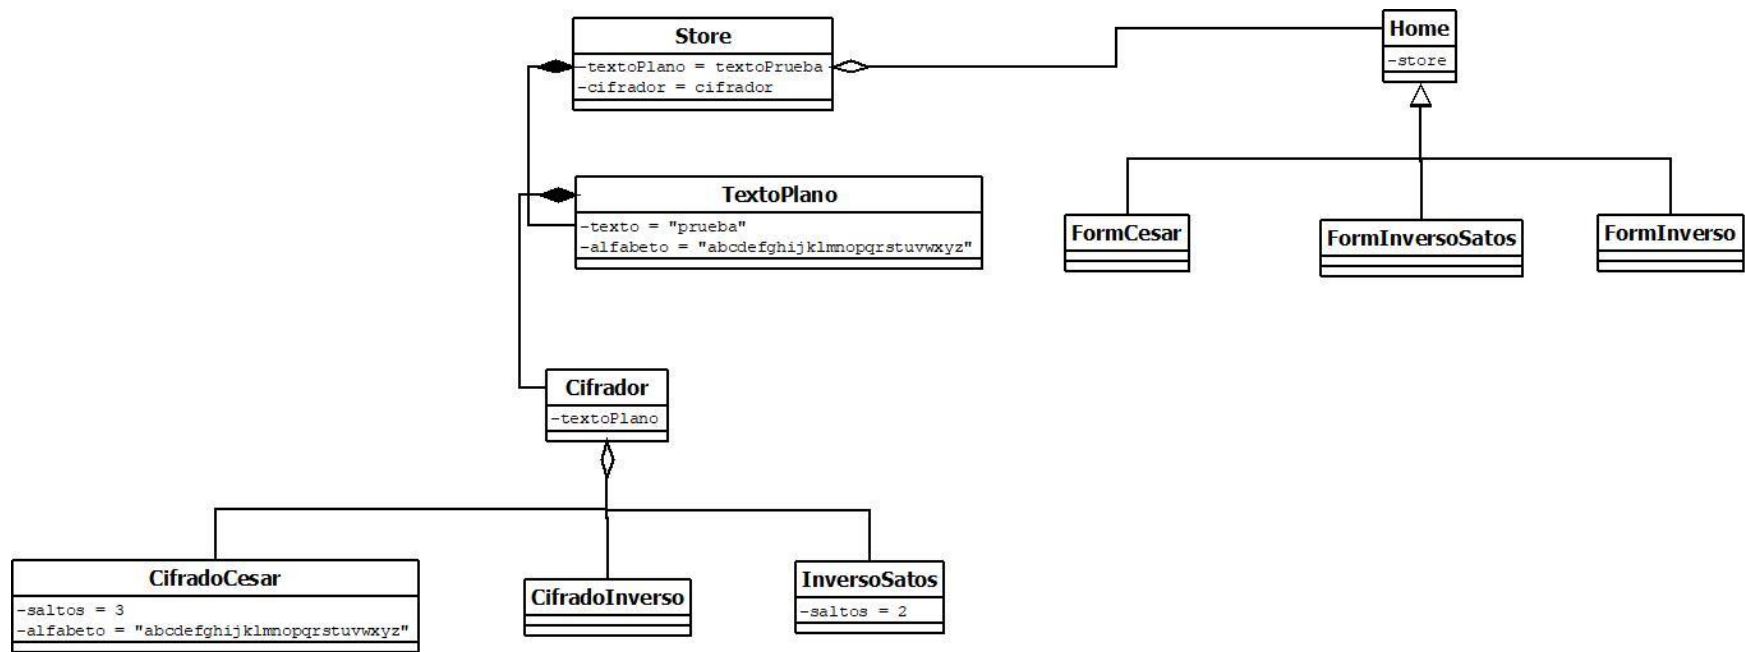 Store
-textoPlano = textoPrueba
-cifrador = cifrador
Home
-store
TextoPlano
-texto = "prueba"
-alfabeto = "abcdefghijklmnopqrstuvwxyz"
FormCesar
FormInversoSatos
FormInverso
Cifrador
-textoPlano
CifradoCesar
-saltos = 3
-alfabeto = "abcdefghijklmnopqrstuvwxyz"
CifradoInverso
InversoSatos
-saltos = 2